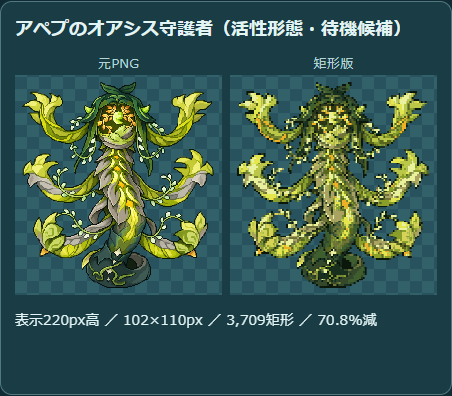 アペプのオアシス守護者（活性形態・待機候補）
元PNG
矩形版
表示220px高 ／ 102×110px ／ 3,709矩形 ／ 70.8%減